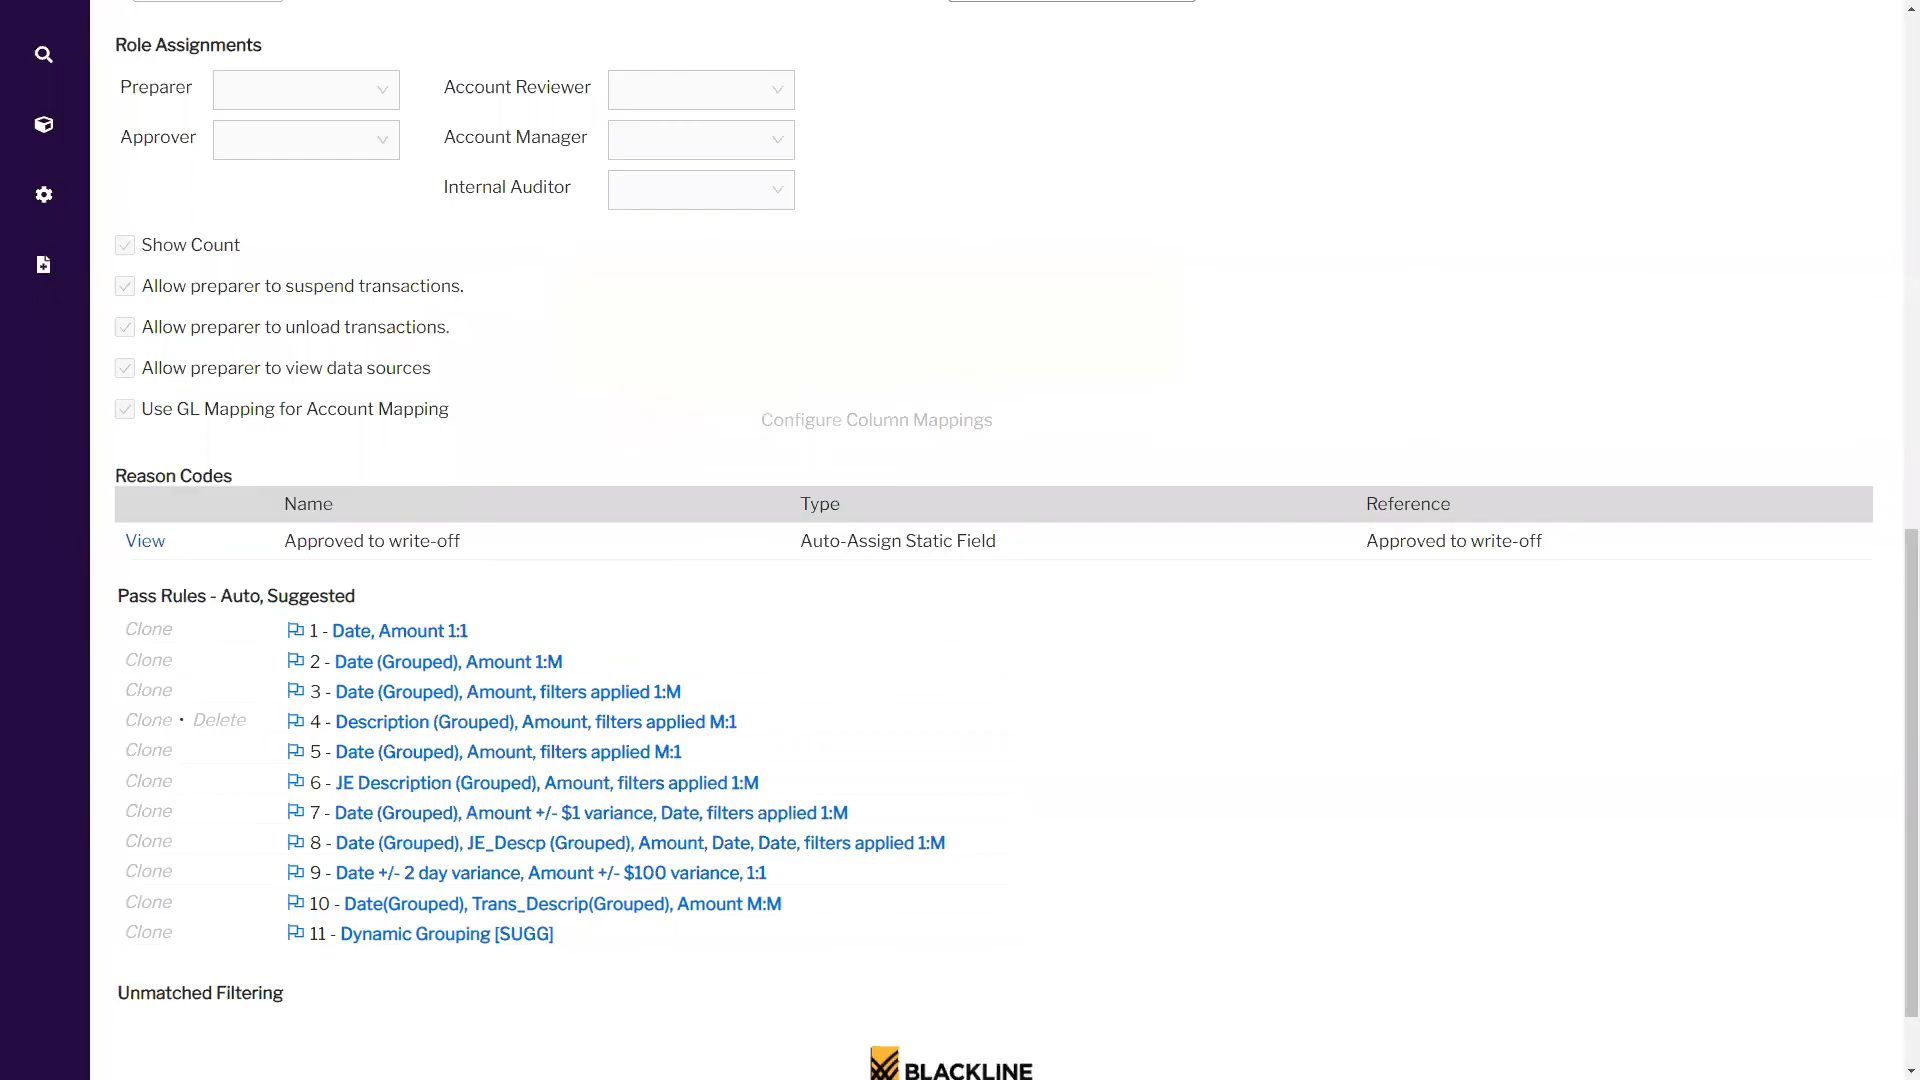 Role Assignments
Preparer
Account Reviewer
Approver
Account Manager
Internal Auditor
Show Count
Allow preparer to suspend transactions.
Allow preparer to unload transactions.
Allow preparer to view data sources
Use GL Mapping for Account Mapping
Configure Column Mappings
Reason Codes
Name Type Reference
View Approved to write-off Auto-Assign Static Field Approved to write-off
Pass Rules - Auto, Suggested
Clone 1 - Date, Amount 1:1
Clone 2 - Date (Grouped), Amount 1:M
Clone 3 - Date (Grouped), Amount, filters applied 1:M
Clone • Delete 4 - Description (Grouped), Amount, filters applied M:1
Clone 5 - Date (Grouped), Amount, filters applied M:1
Clone 6 - JE Description (Grouped), Amount, filters applied 1:M
Clone 7 - Date (Grouped), Amount +/- $1 variance, Date, filters applied 1:M
Clone 8 - Date (Grouped), JE_Descp (Grouped), Amount, Date, Date, filters applied 1:M
Clone 9 - Date +/- 2 day variance, Amount +/- $100 variance, 1:1
Clone 10 - Date(Grouped), Trans_Descrip(Grouped), Amount M:M
Clone 11 - Dynamic Grouping [SUGG]
Unmatched Filtering
BLACKLINE